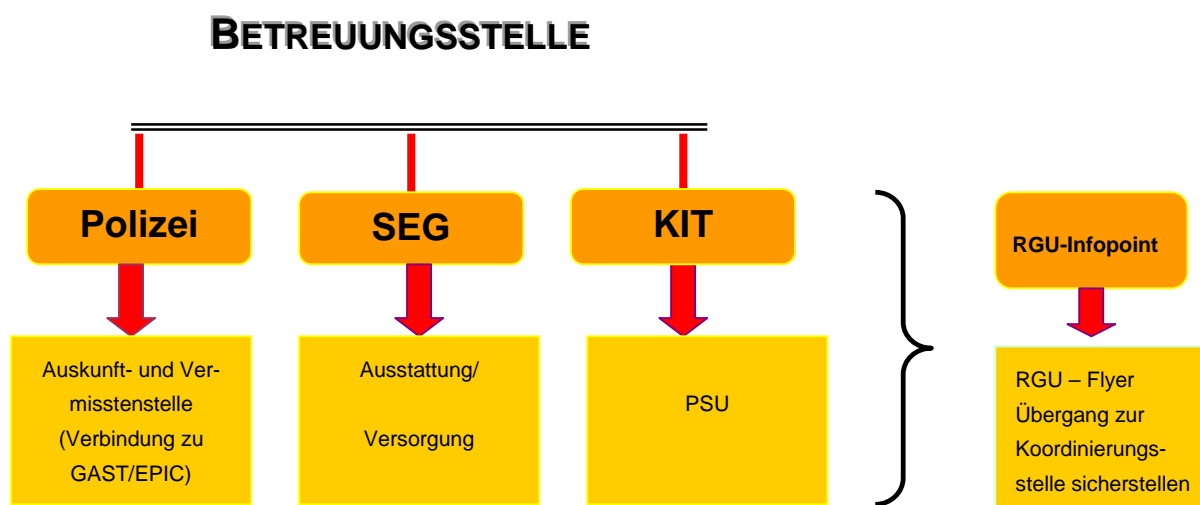 BETREUUNGSSTELLE
Polizei
SEG
KIT
RGU-Infopoint
Auskunft- und Ver-
misstenstelle
(Verbindung zu
GAST/EPIC)
Ausstattung/
Versorgung
PSU
RGU – Flyer
Übergang zur
Koordinierungs-
stelle sicherstellen